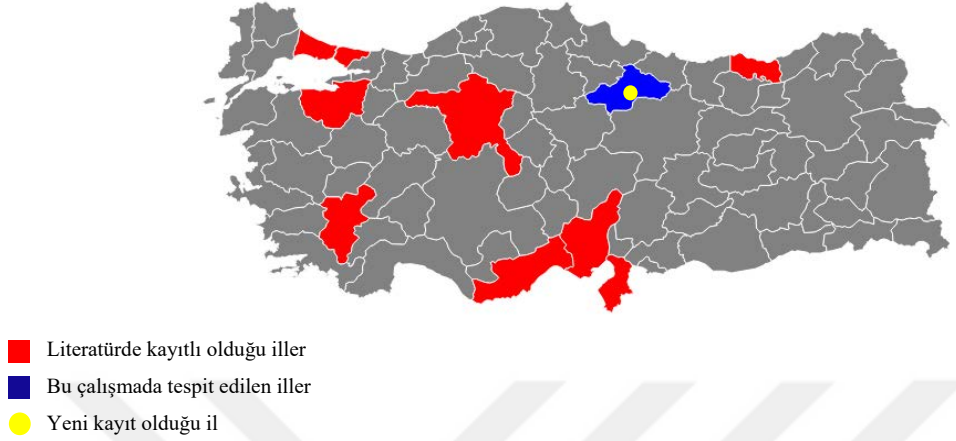 Literatürde kayıtlı olduğu iller
Bu çalışmada tespit edilen iller
Yeni kayıt olduğu il